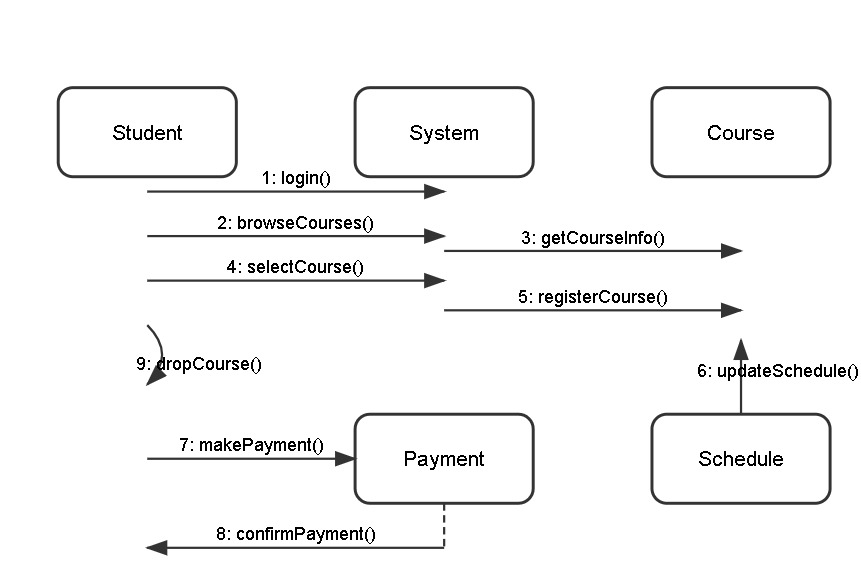 Student
System
Course
1: login()
2: browseCourses()
3: getCourseInfo()
4: selectCourse()
5: registerCourse()
9: dropCourse()
6: updateSchedule()
7: makePayment()
Payment
Schedule
8: confirmPayment()